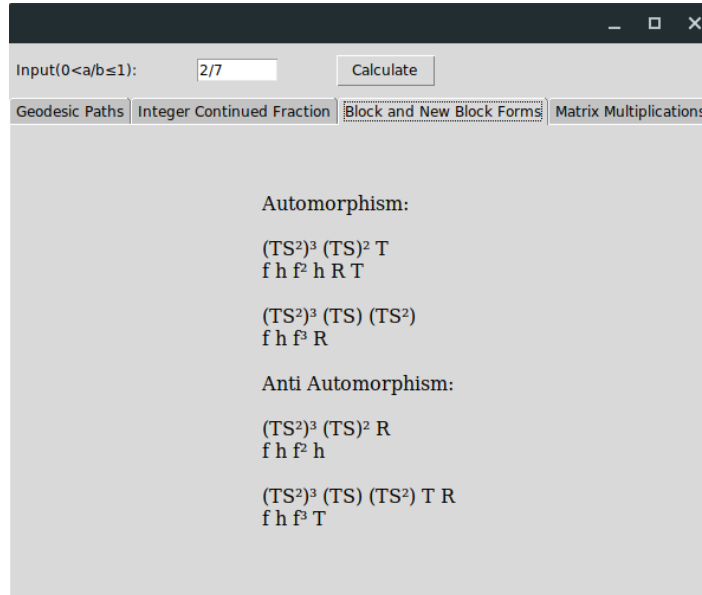 Input(0<a/b≤1): 2/7 Calculate
Geodesic Paths Integer Continued Fraction Block and New Block Forms Matrix Multiplications
Automorphism:
(TS²)³ (TS)² T
f h f² h R T
(TS²)³ (TS) (TS²)
f h f³ R
Anti Automorphism:
(TS²)³ (TS)² R
f h f² h
(TS²)³ (TS) (TS²) T R
f h f³ T